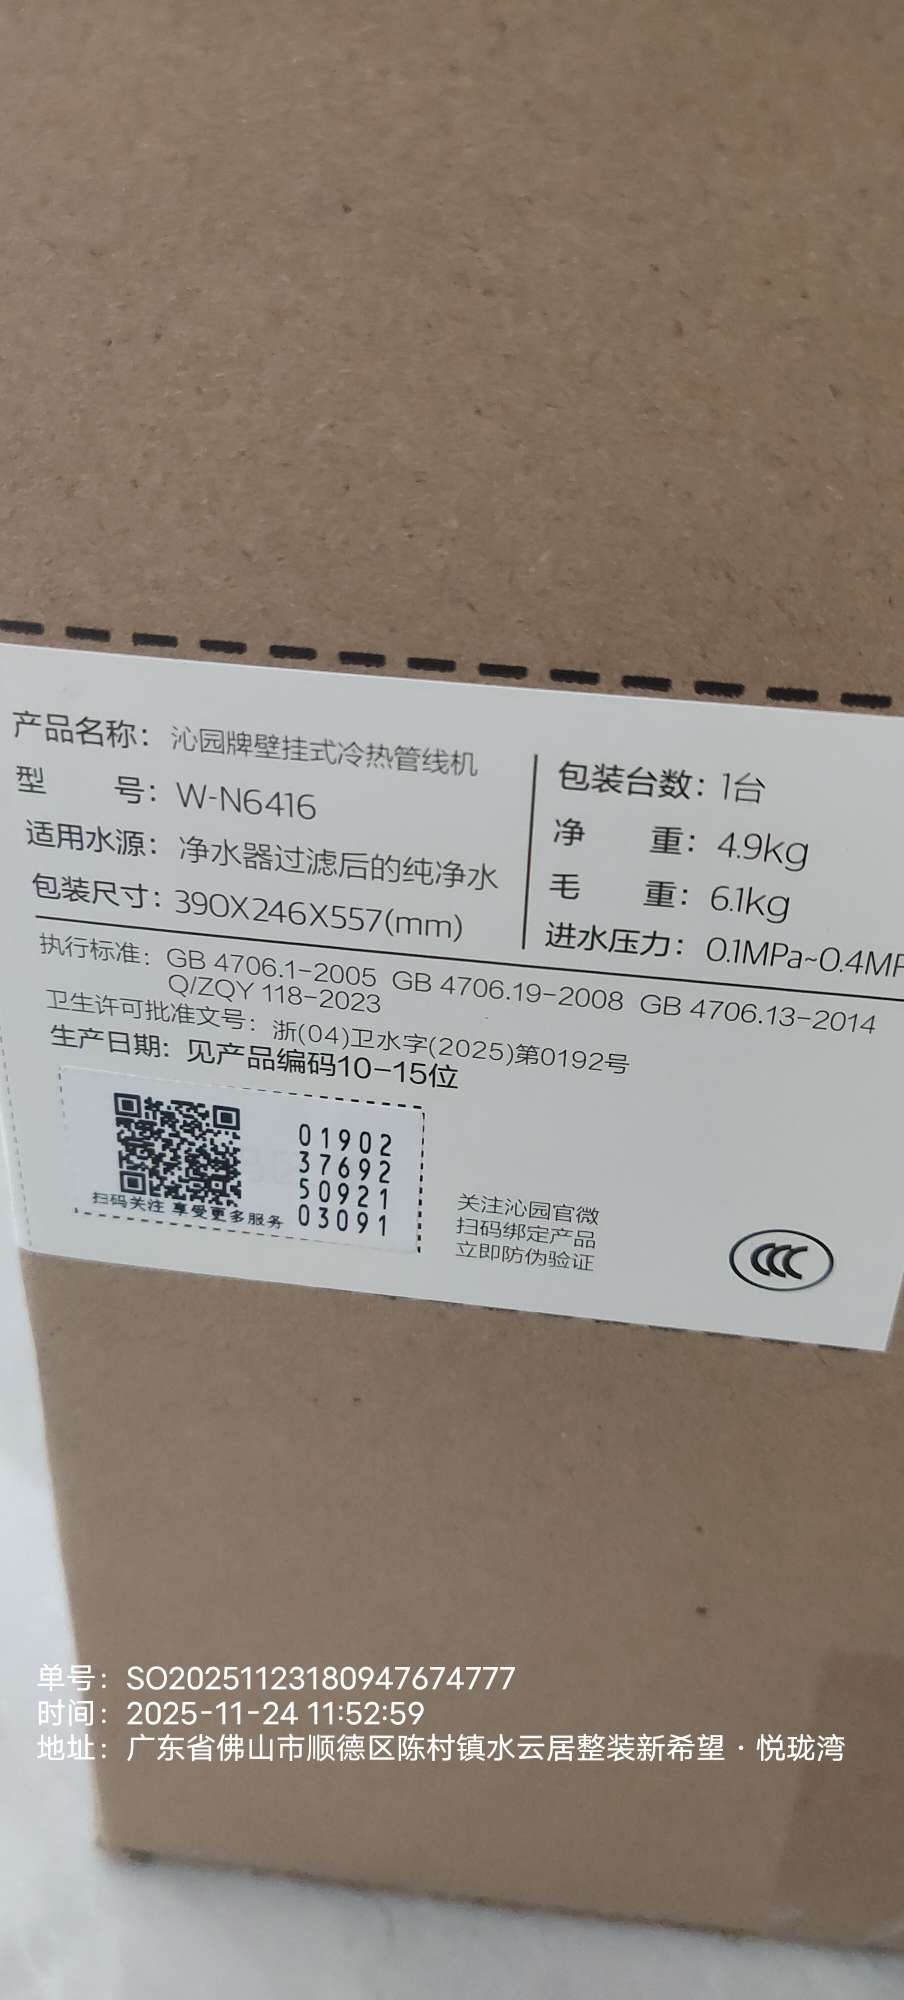 产品名称：沁园牌壁挂式冷热管线机
型 号：W-N6416
适用水源：净水器过滤后的纯净水
包装尺寸：390X246X557(mm)
包装台数：1台
净 重：4.9kg
毛 重：6.1kg
进水压力：0.1MPa~0.4MP
执行标准：GB 4706.1-2005 GB 4706.19-2008 GB 4706.13-2014
Q/ZQY 118-2023
卫生许可批准文号：浙(04)卫水字(2025)第0192号
生产日期：见产品编码10-15位
01902
37692
50921
03091
扫码关注 享受更多服务
关注沁园官微
扫码绑定产品
立即防伪验证
CCC
单号：SO20251123180947674777
时间：2025-11-24 11:52:59
地址：广东省佛山市顺德区陈村镇水云居整装新希望·悦珑湾